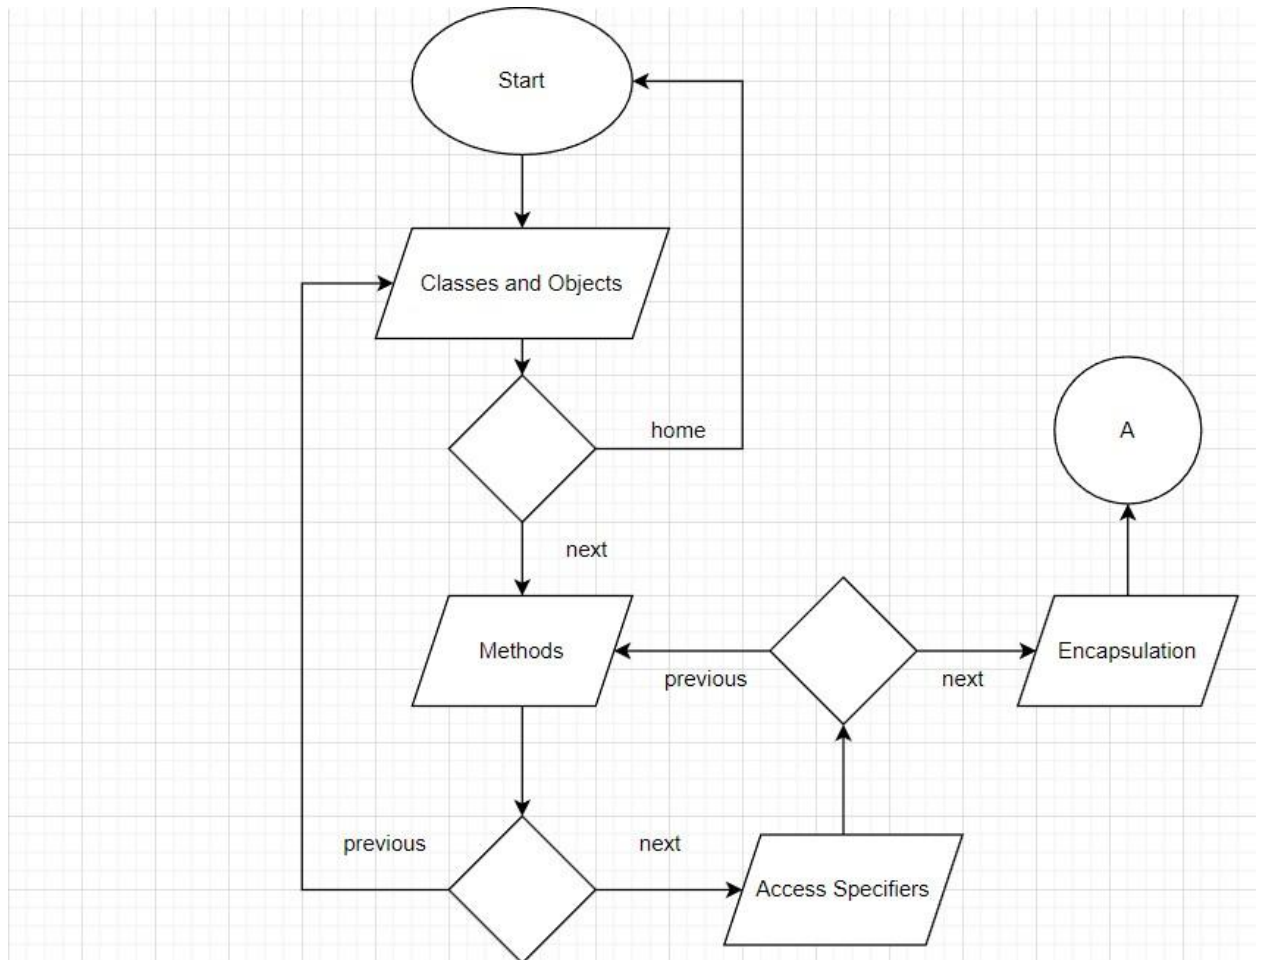 Start
Classes and Objects
home
next
Methods
previous
next
Access Specifiers
previous
next
Encapsulation
A